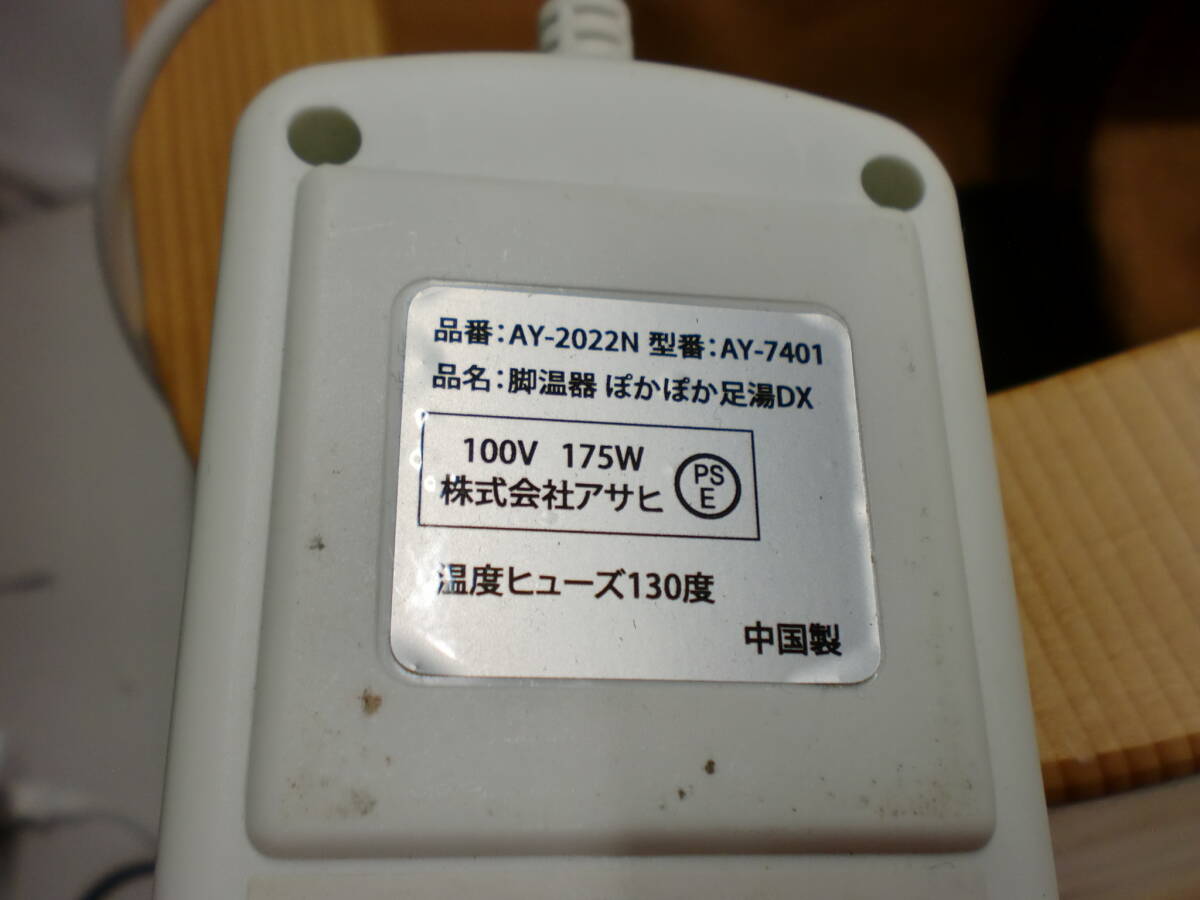 品番：AY-2022N 型番：AY-7401
品名：脚温器 ぽかぽか足湯DX
100V 175W
株式会社アサヒ
PS
E
温度ヒューズ130度
中国製